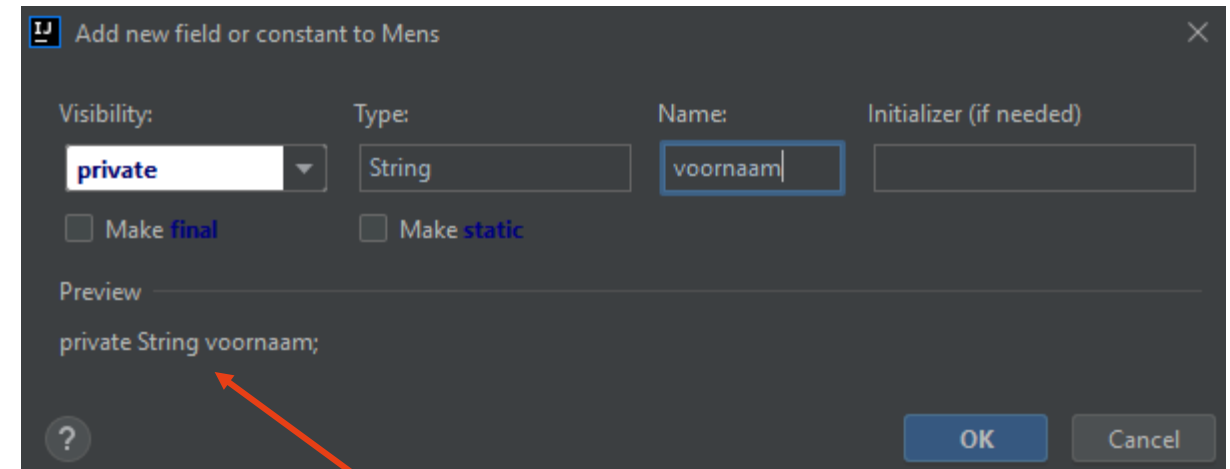 IJ Add new field or constant to Mens
Visibility: Type: Name: Initializer (if needed)
private String voornaam
Make final Make static
Preview
private String voornaam;
? OK Cancel